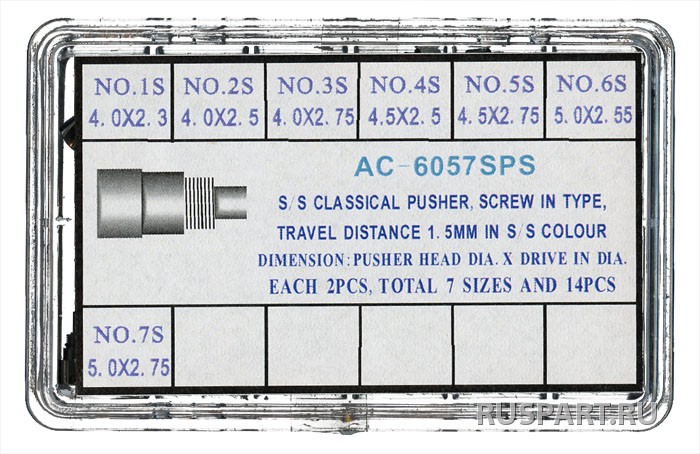 NO.1S NO.2S NO.3S NO.4S NO.5S NO.6S
4.0X2.3 4.0X2.5 4.0X2.75 4.5X2.5 4.5X2.75 5.0X2.55
AC-6057SPS
S/S CLASSICAL PUSHER, SCREW IN TYPE,
TRAVEL DISTANCE 1.5MM IN S/S COLOUR
DIMENSION:PUSHER HEAD DIA. X DRIVE IN DIA.
EACH 2PCS, TOTAL 7 SIZES AND 14PCS
NO.7S
5.0X2.75
RUSPART.RU